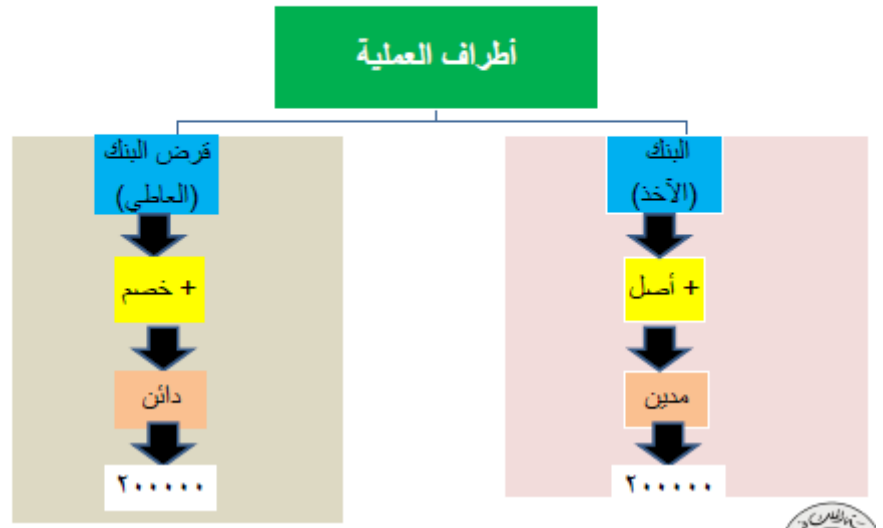 أطراف العملية
البنك
(الآخذ)
+ أصل
مدين
٢٠٠٠٠٠
قرض البنك
(العاطي)
+ خصم
دائن
٢٠٠٠٠٠